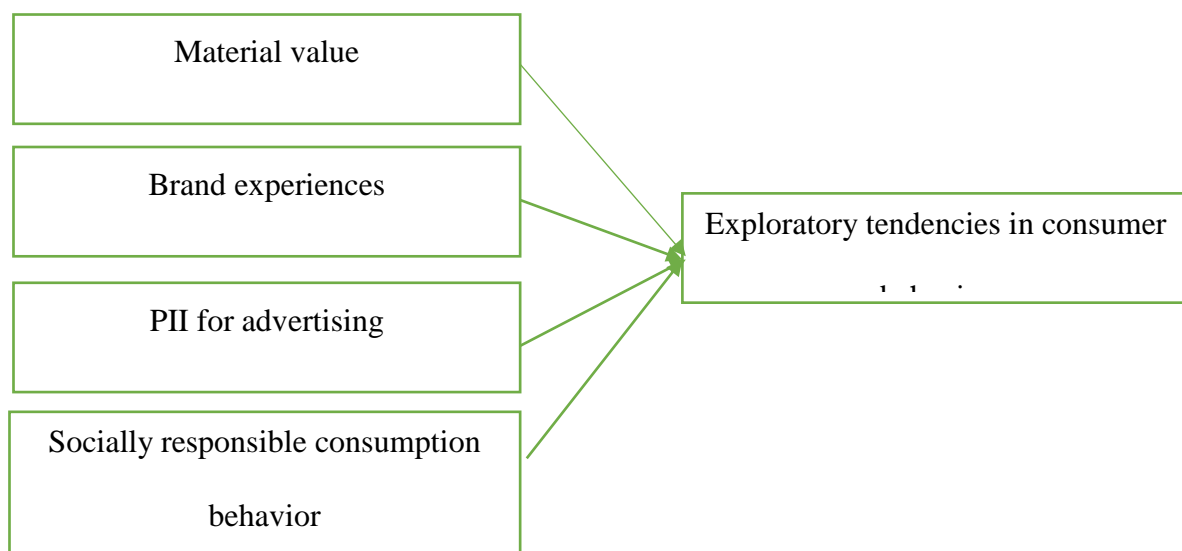 Material value
Brand experiences
Exploratory tendencies in consumer
PII for advertising
Socially responsible consumption
behavior